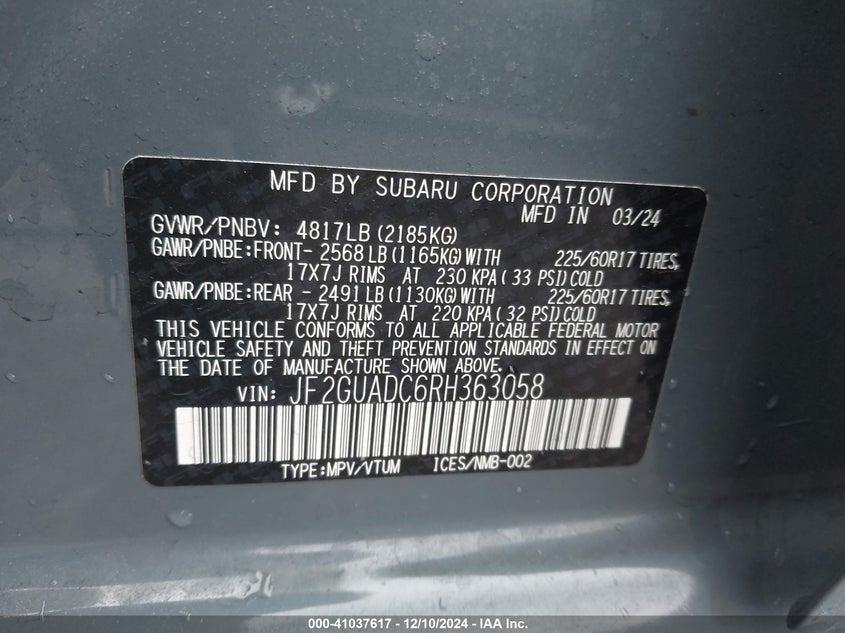 MFD BY SUBARU CORPORATION
MFD IN 03/24
GVWR/PNBV: 4817LB (2185KG)
GAWR/PNBE:FRONT- 2568 LB (1165KG) WITH 225/60R17 TIRES,
17X7J RIMS AT 230 KPA ( 33 PSI) COLD
GAWR/PNBE:REAR - 2491 LB (1130KG) WITH 225/60R17 TIRES,
17X7J RIMS AT 220 KPA ( 32 PSI) COLD
THIS VEHICLE CONFORMS TO ALL APPLICABLE FEDERAL MOTOR
VEHICLE SAFETY AND THEFT PREVENTION STANDARDS IN EFFECT ON
THE DATE OF MANUFACTURE SHOWN ABOVE.
VIN: JF2GUADC6RH363058
TYPE:MPV/VTUM ICES/NMB-002
000-41037617 - 12/10/2024 - IAA Inc.